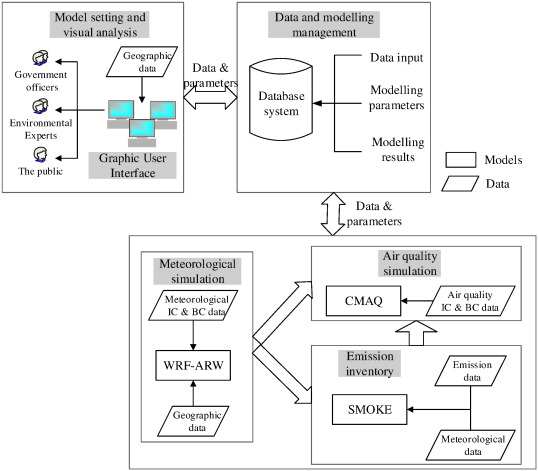 Model setting and
visual analysis
Government
officers
Environmental
Experts
The public
Geographic
data
Graphic User
Interface
Data &
parameters
Data and modelling
management
Database
system
Data input
Modelling
parameters
Modelling
results
Models
Data
Data &
parameters
Meteorological
simulation
Meteorological
IC & BC data
WRF-ARW
Geographic
data
Air quality
simulation
CMAQ
Air quality
IC & BC data
Emission
inventory
Emission
data
SMOKE
Meteorological
data